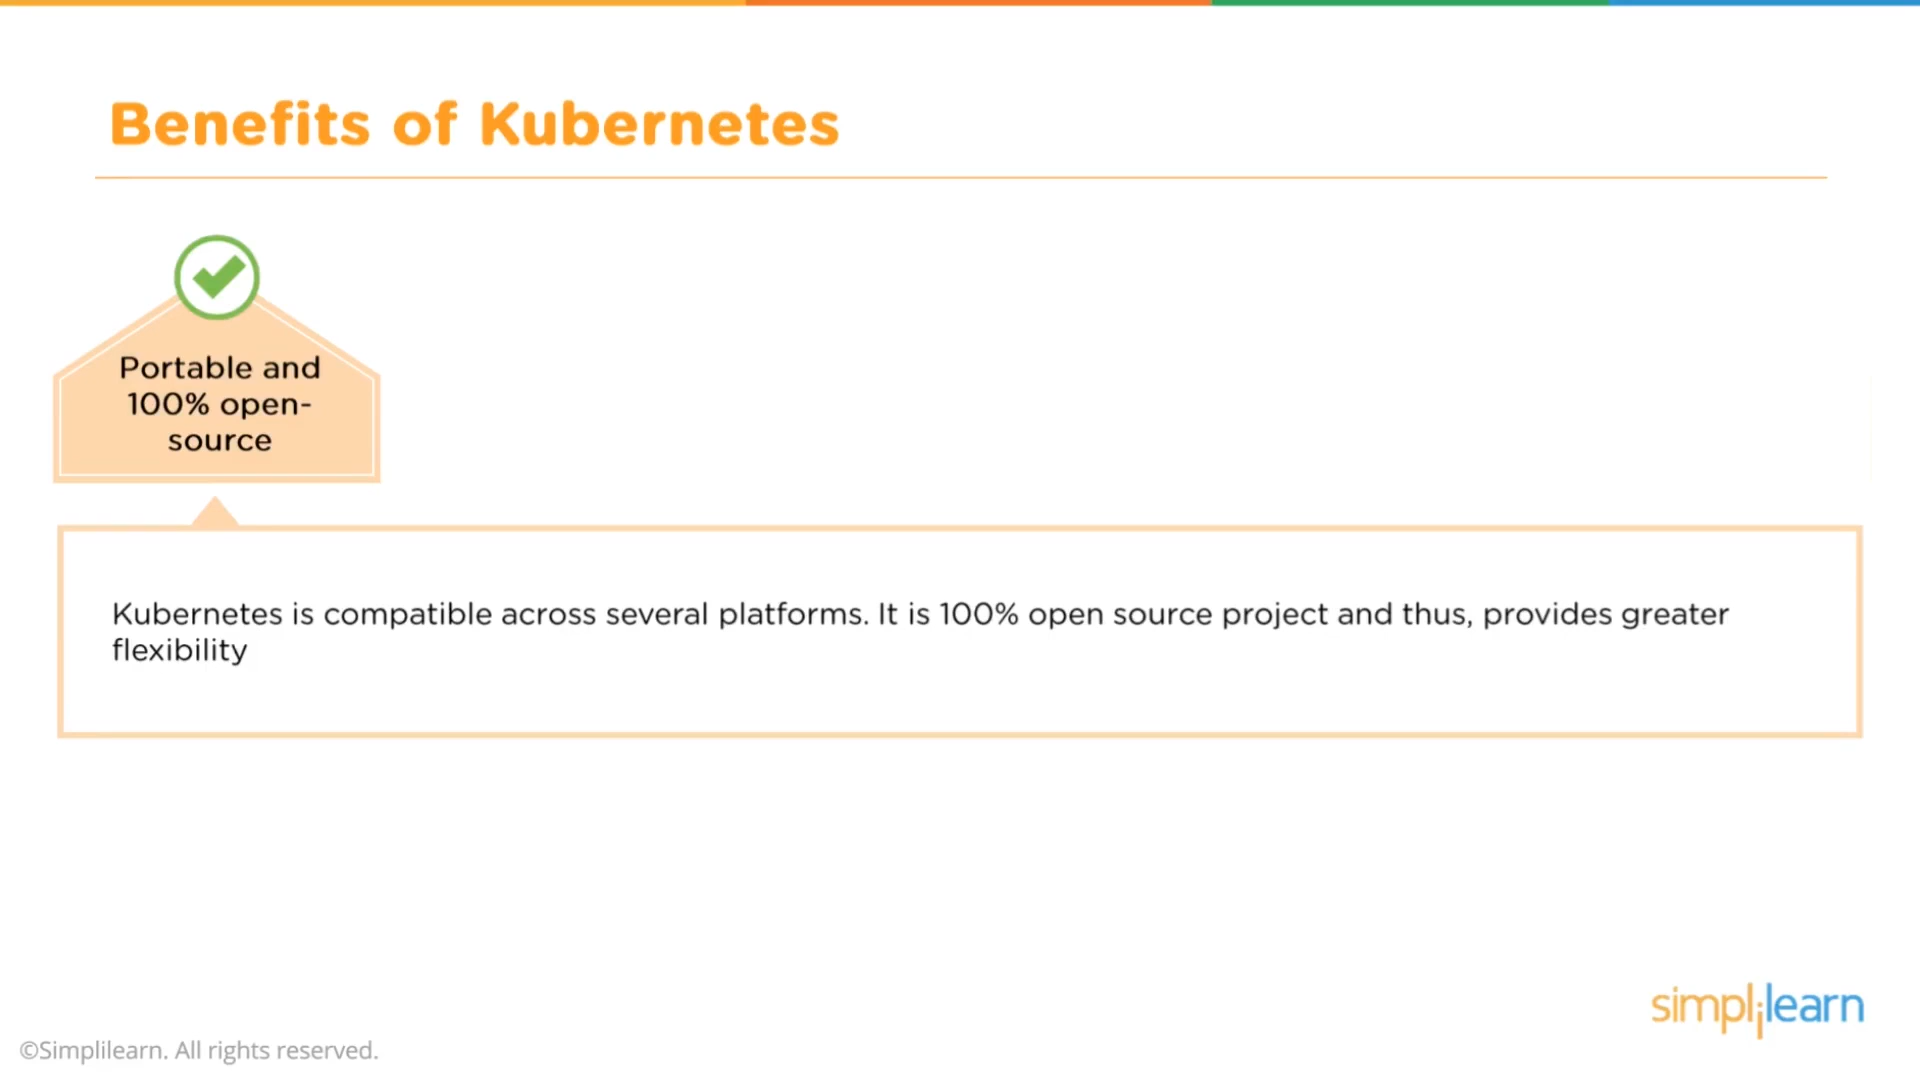 Benefits of Kubernetes
Portable and
100% open-
source
Kubernetes is compatible across several platforms. It is 100% open source project and thus, provides greater
flexibility
simplilearn
©Simplilearn. All rights reserved.